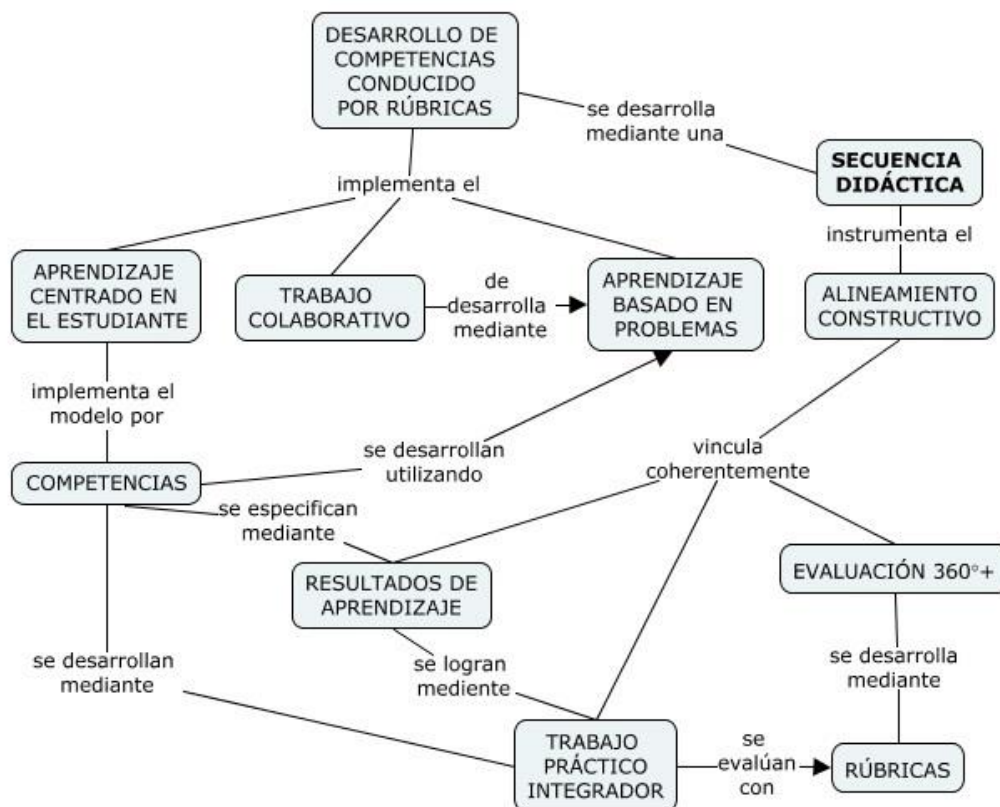 DESARROLLO DE
COMPETENCIAS
CONDUCIDO
POR RÚBRICAS
se desarrolla
mediante una
SECUENCIA
DIDÁCTICA
implementa el
instrumenta el
APRENDIZAJE
CENTRADO EN
EL ESTUDIANTE
TRABAJO
COLABORATIVO
de
desarrolla
mediante
APRENDIZAJE
BASADO EN
PROBLEMAS
ALINEAMIENTO
CONSTRUCTIVO
implementa el
modelo por
se desarrollan
utilizando
vincula
coherentemente
COMPETENCIAS
se especifican
mediante
RESULTADOS DE
APRENDIZAJE
EVALUACIÓN 360°+
se desarrollan
mediante
se logran
mediente
se desarrolla
mediante
TRABAJO
PRÁCTICO
INTEGRADOR
se
evalúan
con
RÚBRICAS